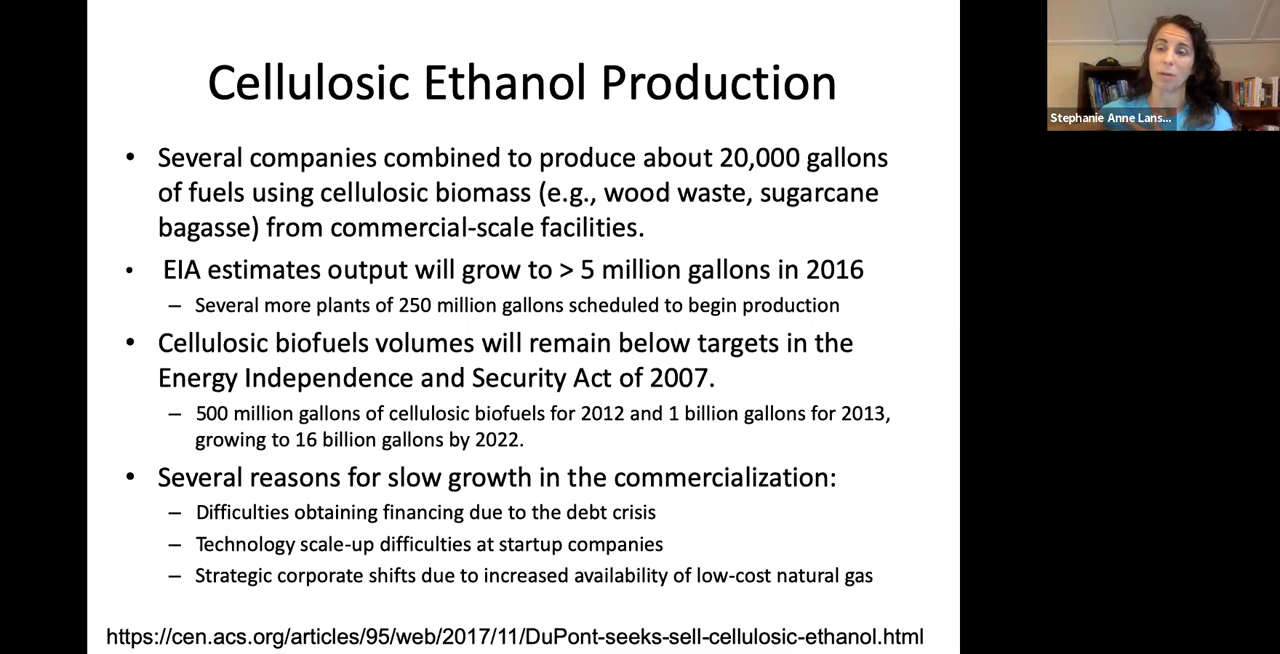 Cellulosic Ethanol Production
• Several companies combined to produce about 20,000 gallons
of fuels using cellulosic biomass (e.g., wood waste, sugarcane
bagasse) from commercial-scale facilities.
• EIA estimates output will grow to > 5 million gallons in 2016
– Several more plants of 250 million gallons scheduled to begin production
• Cellulosic biofuels volumes will remain below targets in the
Energy Independence and Security Act of 2007.
– 500 million gallons of cellulosic biofuels for 2012 and 1 billion gallons for 2013,
growing to 16 billion gallons by 2022.
• Several reasons for slow growth in the commercialization:
– Difficulties obtaining financing due to the debt crisis
– Technology scale-up difficulties at startup companies
– Strategic corporate shifts due to increased availability of low-cost natural gas
https://cen.acs.org/articles/95/web/2017/11/DuPont-seeks-sell-cellulosic-ethanol.html
Stephanie Anne Lans...